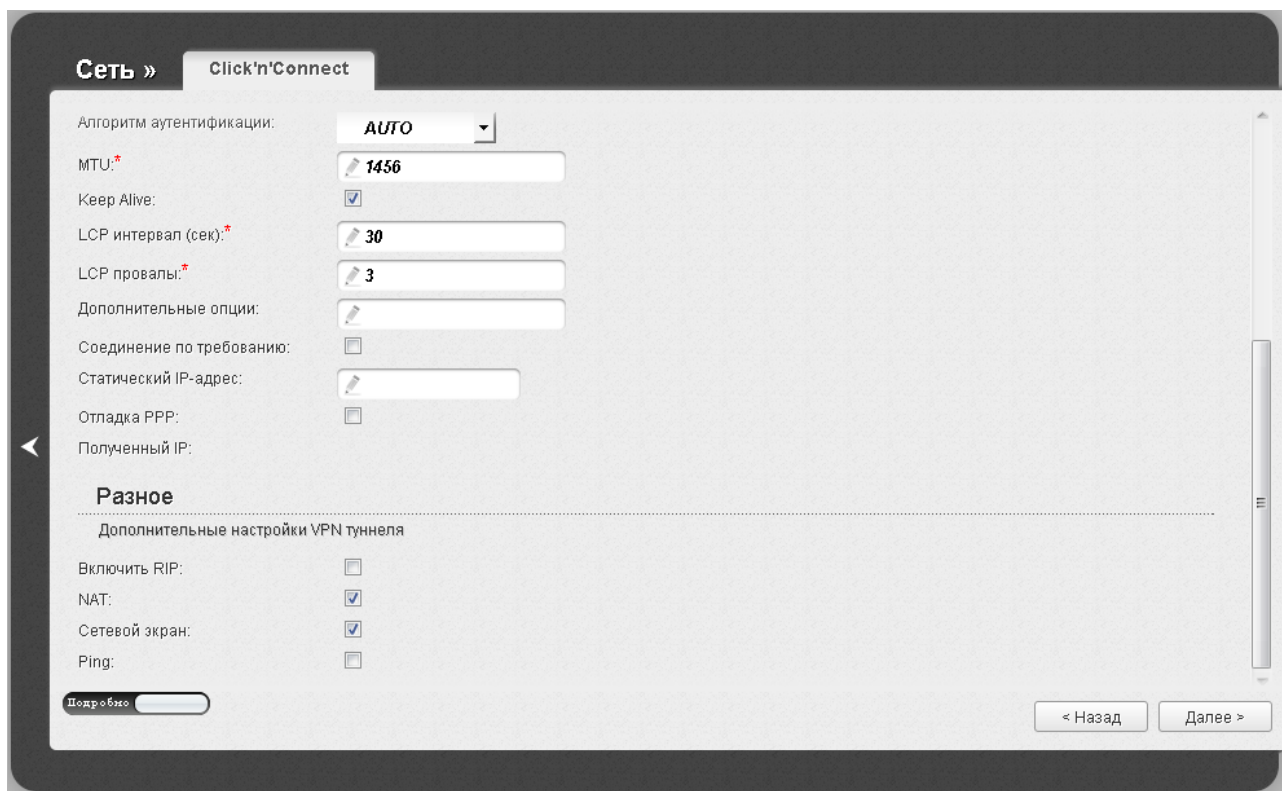 Сеть » Click'n'Connect
Алгоритм аутентификации: AUTO
MTU:* 1456
Keep Alive:
LCP интервал (сек):* 30
LCP провалы:* 3
Дополнительные опции:
Соединение по требованию:
Статический IP-адрес:
Отладка PPP:
Полученный IP:
Разное
Дополнительные настройки VPN туннеля
Включить RIP:
NAT:
Сетевой экран:
Ping:
Подробно
< Назад Далее >